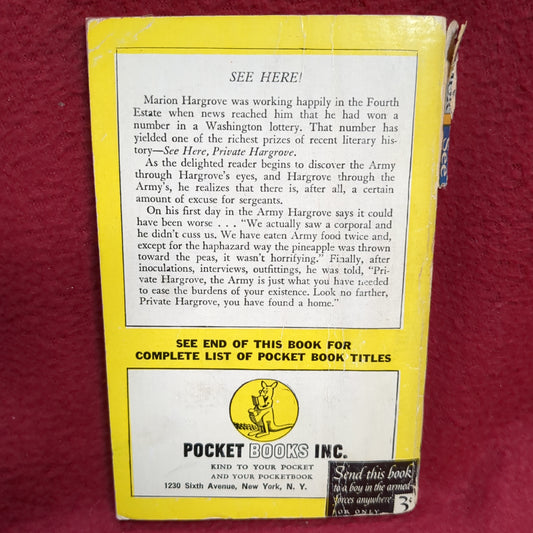 SEE HERE!
Marion Hargrove was working happily in the Fourth
Estate when news reached him that he had won a
number in a Washington lottery. That number has
yielded one of the richest prizes of recent literary his-
tory—See Here, Private Hargrove.
As the delighted reader begins to discover the Army
through Hargrove's eyes, and Hargrove through the
Army's, he realizes that there is, after all, a certain
amount of excuse for sergeants.
On his first day in the Army Hargrove says it could
have been worse . . . "We actually saw a corporal and
he didn't cuss us. We have eaten Army food twice and,
except for the haphazard way the pineapple was thrown
toward the peas, it wasn't horrifying." Finally, after
inoculations, interviews, outfittings, he was told, "Pri-
vate Hargrove, the Army is just what you have needed
to ease the burdens of your existence. Look no farther,
Private Hargrove, you have found a home."
SEE END OF THIS BOOK FOR
COMPLETE LIST OF POCKET BOOK TITLES
POCKET BOOKS INC.
KIND TO YOUR POCKET
AND YOUR POCKETBOOK
1230 Sixth Avenue, New York, N. Y.
Send this book
to a boy in the armed
forces anywhere
FOR ONLY 3¢
See